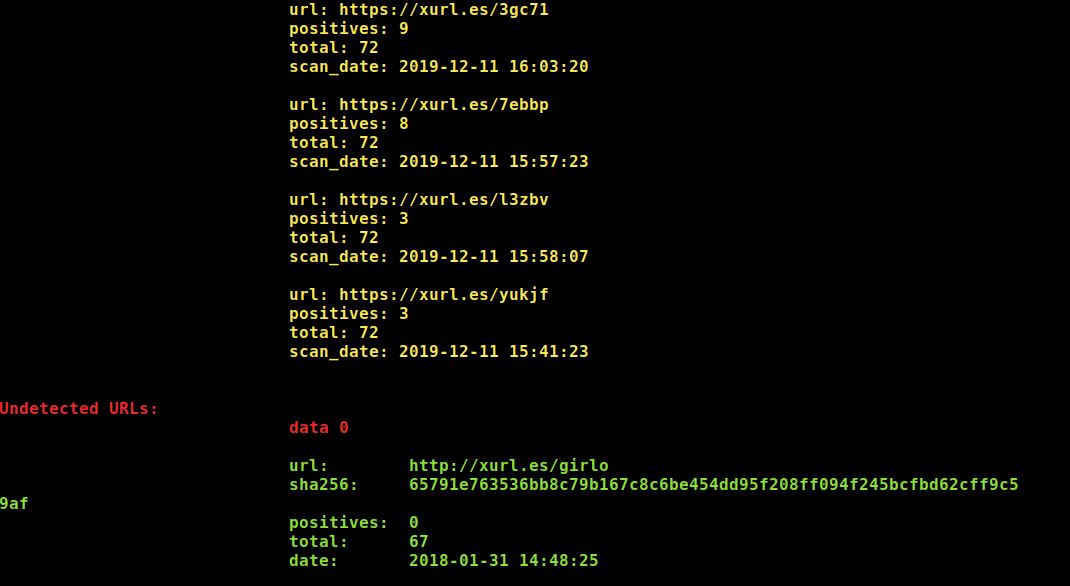 url: https://xurl.es/3gc71
positives: 9
total: 72
scan_date: 2019-12-11 16:03:20
url: https://xurl.es/7ebbp
positives: 8
total: 72
scan_date: 2019-12-11 15:57:23
url: https://xurl.es/l3zbv
positives: 3
total: 72
scan_date: 2019-12-11 15:58:07
url: https://xurl.es/yukjf
positives: 3
total: 72
scan_date: 2019-12-11 15:41:23
Undetected URLs:
data 0
url: http://xurl.es/girlo
sha256: 65791e763536bb8c79b167c8c6be454dd95f208ff094f245bcfbd62cff9c5
9af
positives: 0
total: 67
date: 2018-01-31 14:48:25